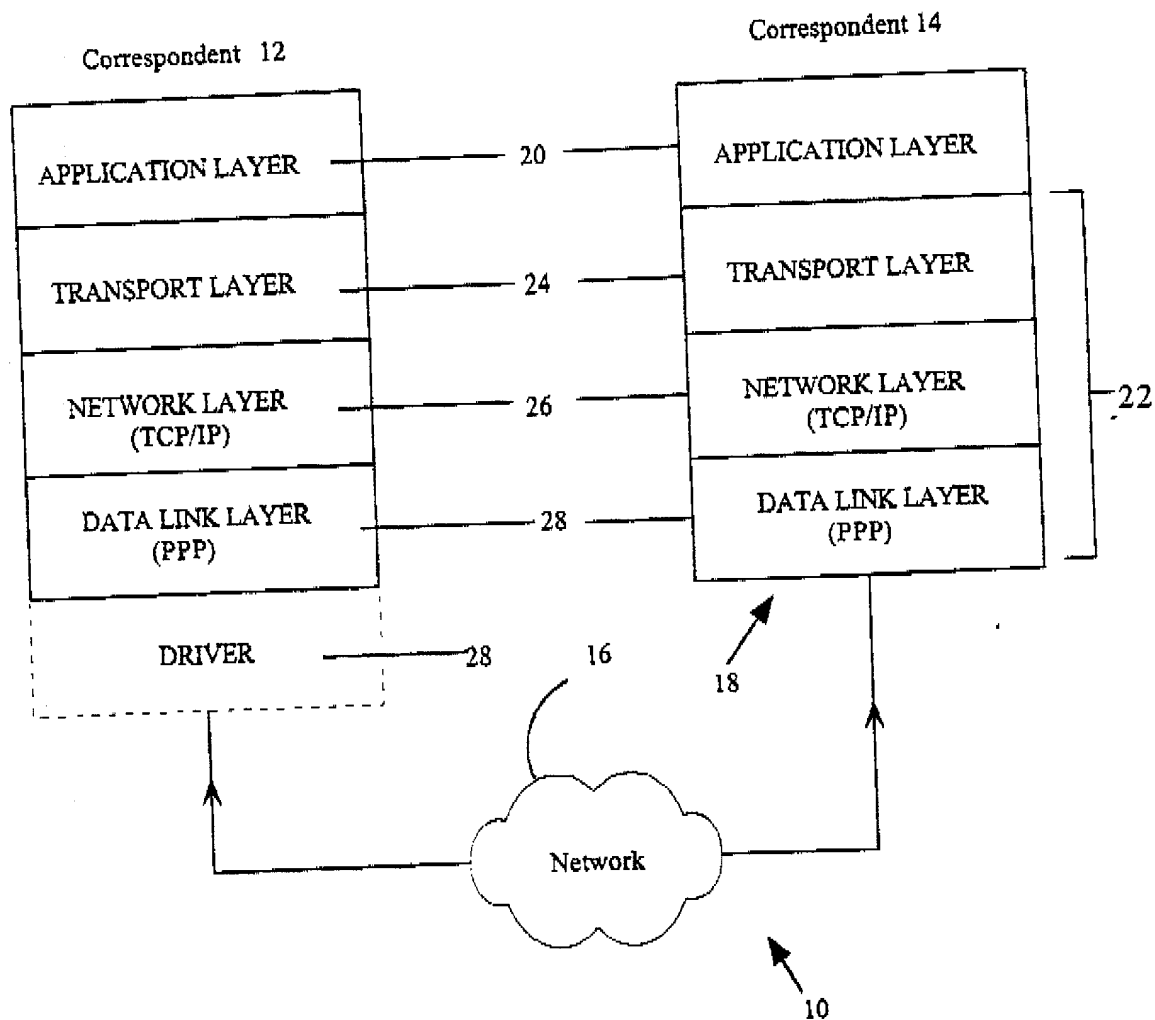 Correspondent 12
Correspondent 14
APPLICATION LAYER
20
APPLICATION LAYER
TRANSPORT LAYER
24
TRANSPORT LAYER
NETWORK LAYER
(TCP/IP)
26
NETWORK LAYER
(TCP/IP)
22
DATA LINK LAYER
(PPP)
28
DATA LINK LAYER
(PPP)
DRIVER
28
16
18
Network
10